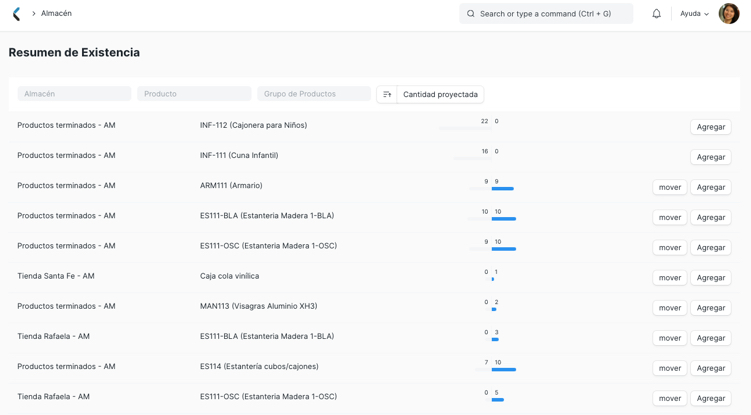 Almacén
Search or type a command (Ctrl + G)
Ayuda
Resumen de Existencia
Almacén Producto Grupo de Productos Cantidad proyectada
Productos terminados - AM INF-112 (Cajonera para Niños) 22 0 Agregar
Productos terminados - AM INF-111 (Cuna Infantil) 16 0 Agregar
Productos terminados - AM ARM111 (Armario) 9 9 mover Agregar
Productos terminados - AM ES111-BLA (Estanteria Madera 1-BLA) 10 10 mover Agregar
Productos terminados - AM ES111-OSC (Estanteria Madera 1-OSC) 9 10 mover Agregar
Tienda Santa Fe - AM Caja cola vinílica 0 1 mover Agregar
Productos terminados - AM MAN113 (Visagras Aluminio XH3) 0 2 mover Agregar
Tienda Rafaela - AM ES111-BLA (Estanteria Madera 1-BLA) 0 3 mover Agregar
Productos terminados - AM ES114 (Estantería cubos/cajones) 7 10 mover Agregar
Tienda Rafaela - AM ES111-OSC (Estanteria Madera 1-OSC) 0 5 mover Agregar